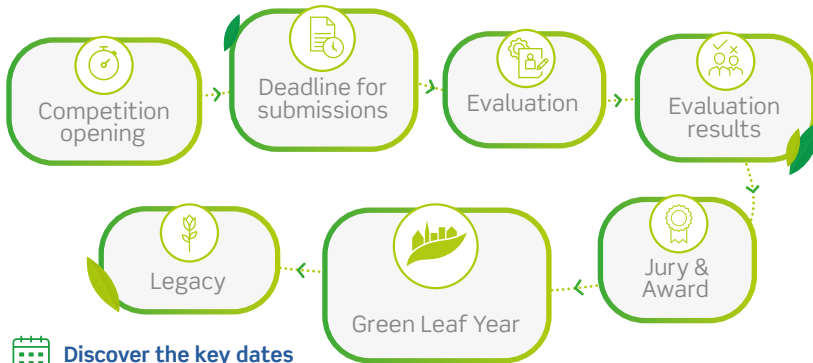 Competition
opening
Deadline for
submissions
Evaluation
Evaluation
results
Jury &
Award
Green Leaf Year
Legacy
Discover the key dates